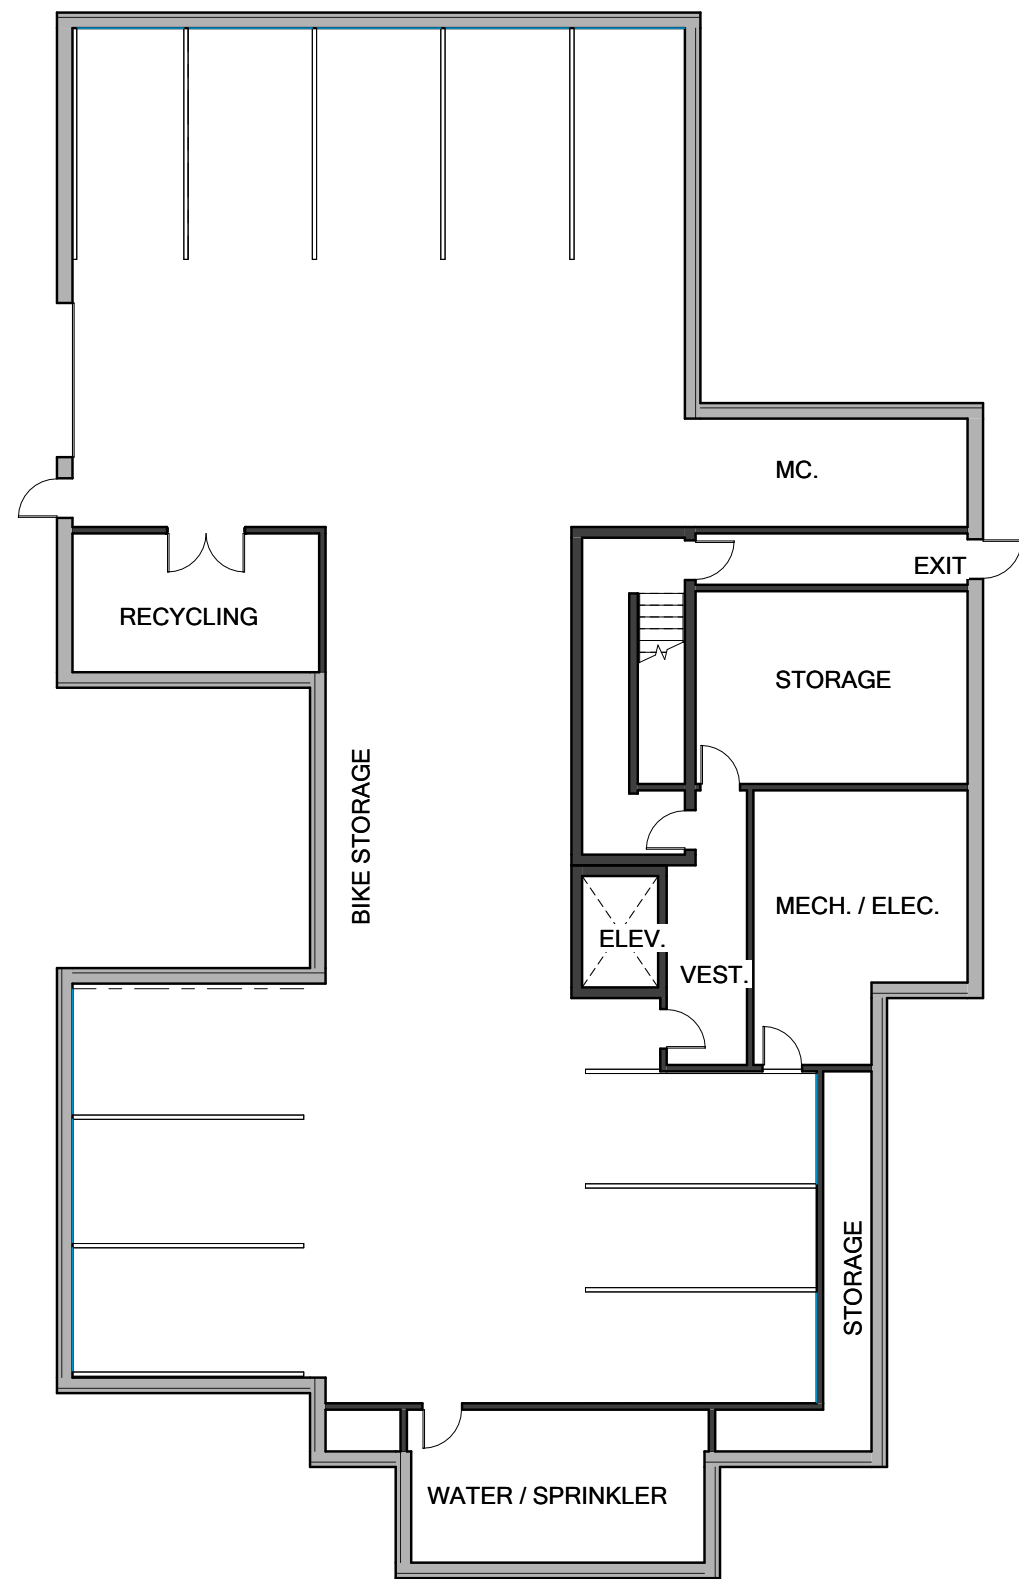 MC.
EXIT
RECYCLING
STORAGE
BIKE STORAGE
MECH. / ELEC.
ELEV.
VEST.
STORAGE
WATER / SPRINKLER